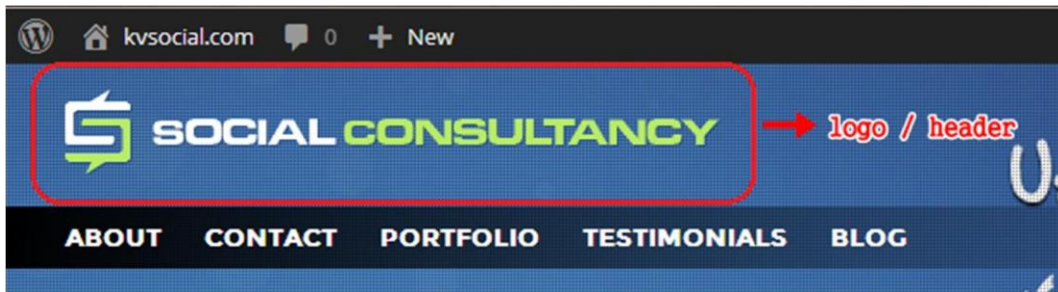 kvsocial.com 0 + New
SOCIAL CONSULTANCY
logo / header
ABOUT CONTACT PORTFOLIO TESTIMONIALS BLOG